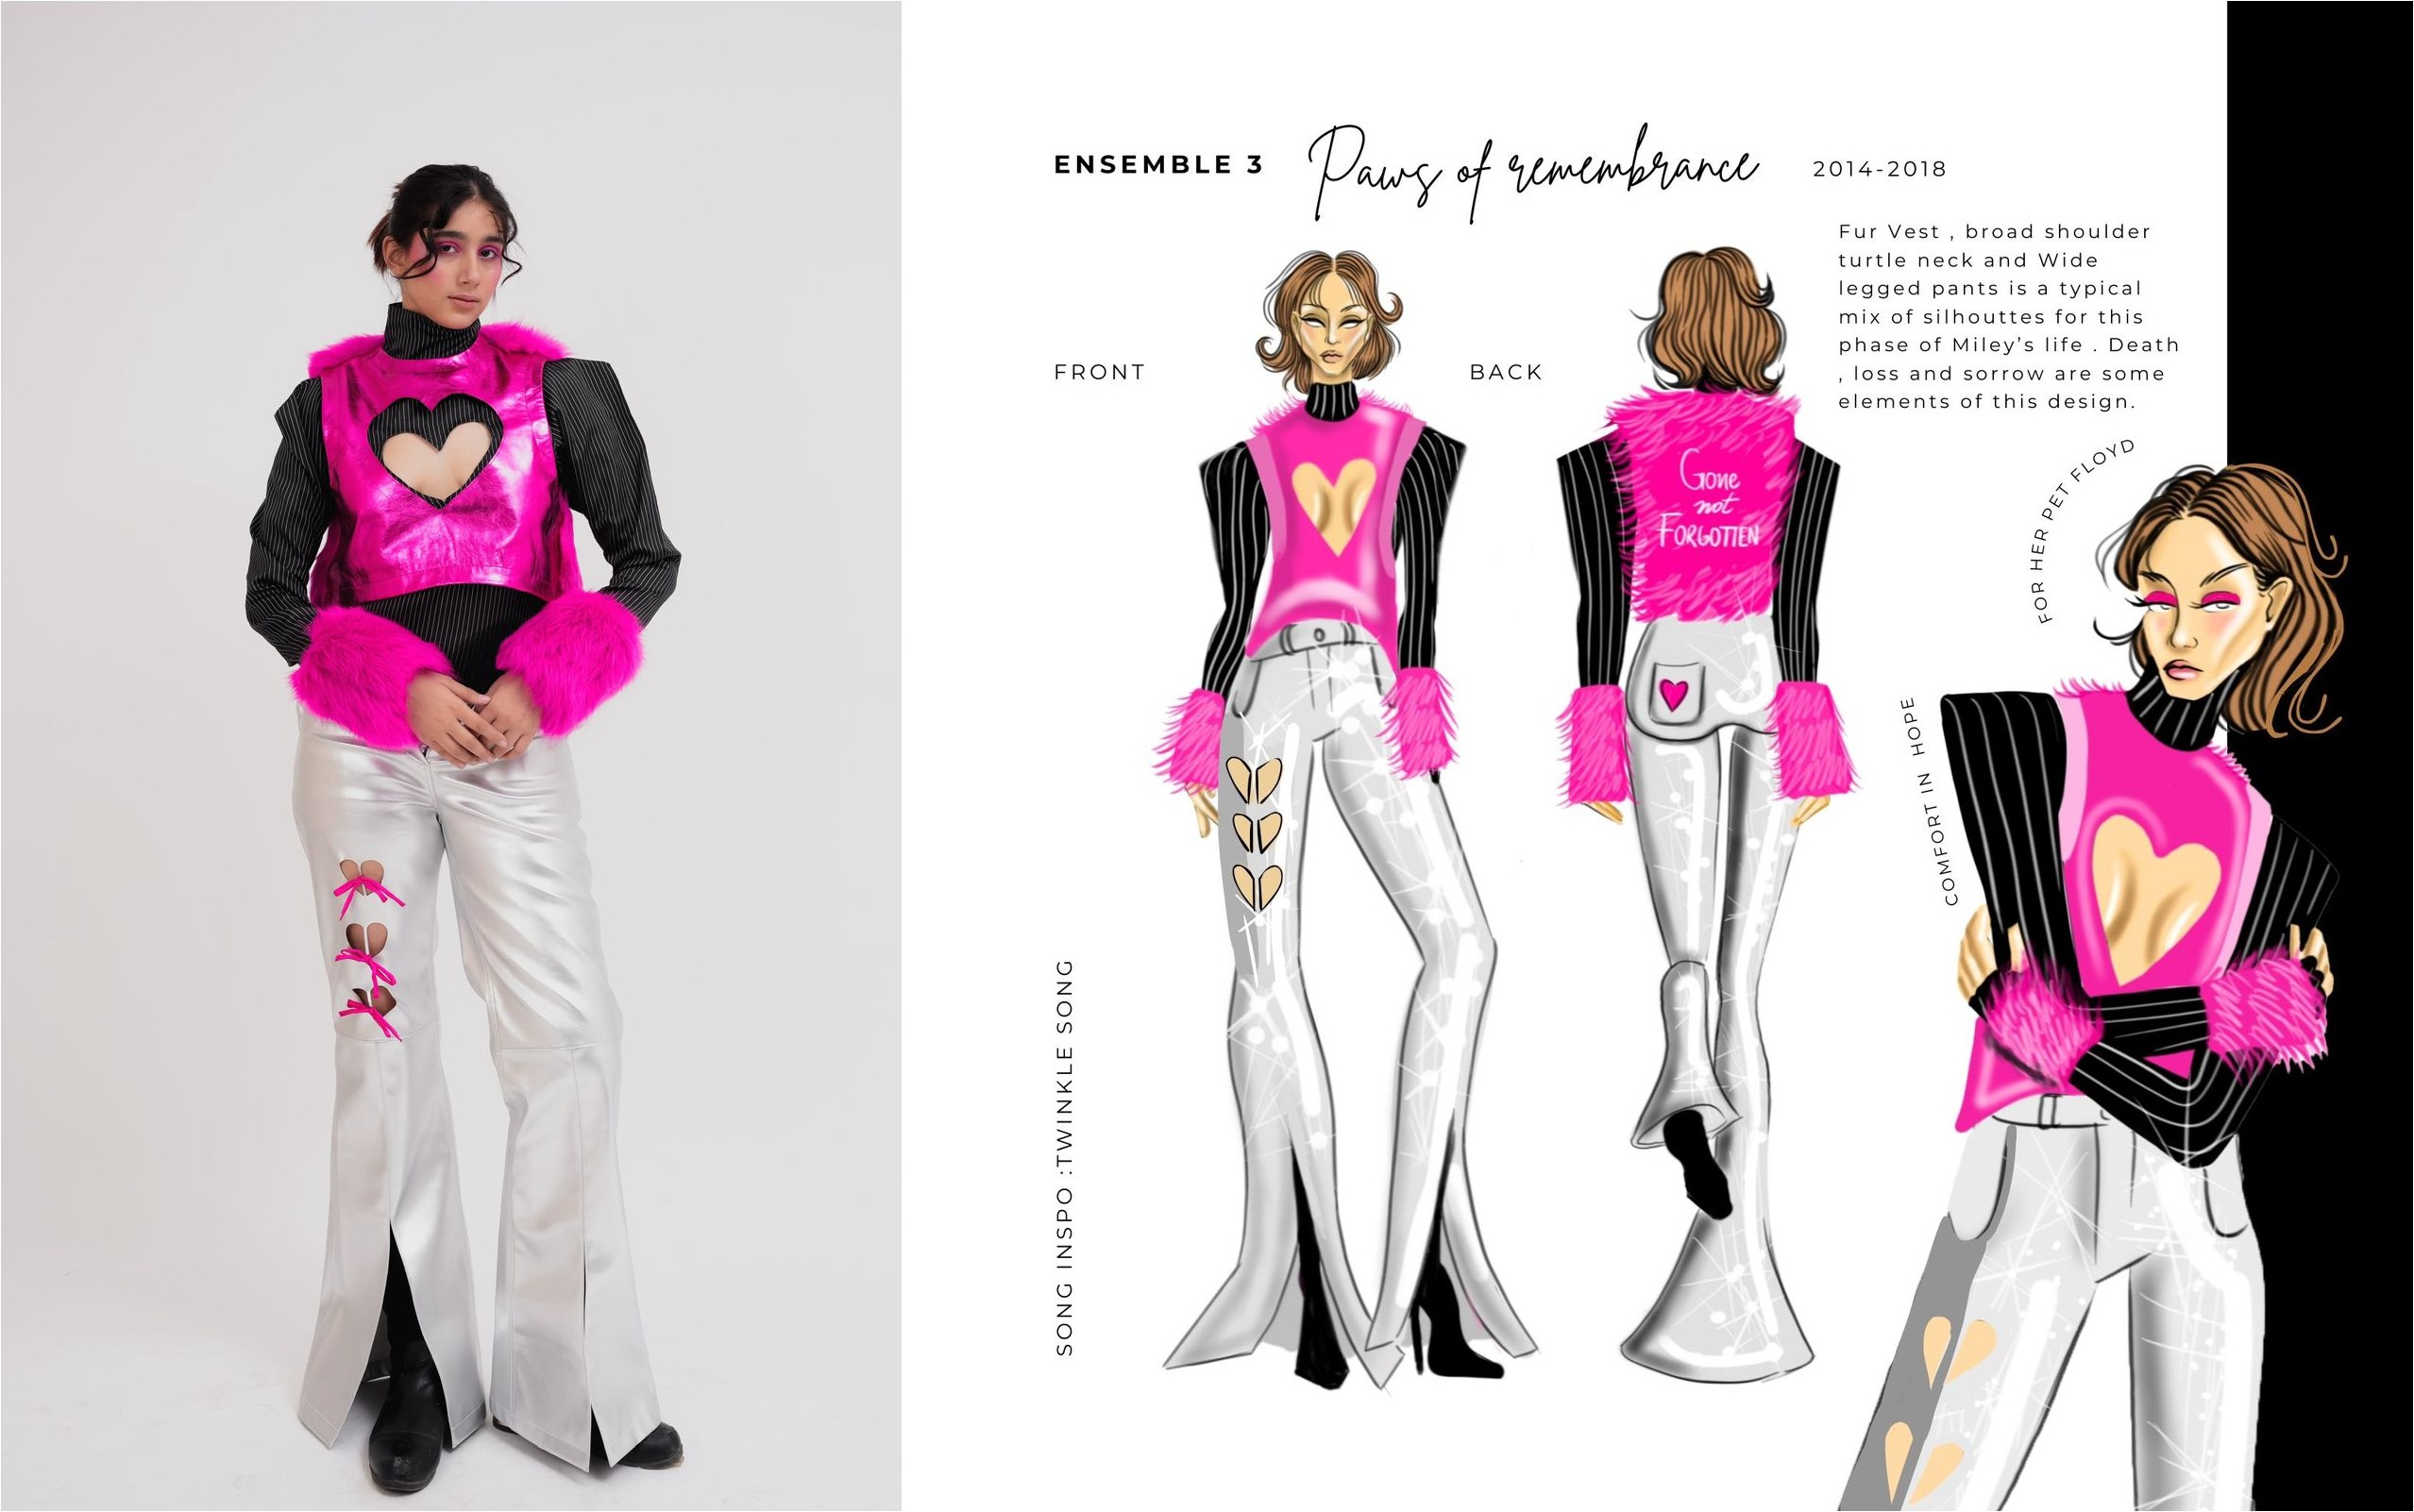 ENSEMBLE 3 Paws of remembrance 2014-2018
Fur Vest , broad shoulder
turtle neck and Wide
legged pants is a typical
mix of silhouttes for this
phase of Miley's life . Death
, loss and sorrow are some
elements of this design.
FRONT
BACK
Gone
not
FORGOTTEN
FOR HER PET FLOYD
COMFORT IN HOPE
SONG INSPO :TWINKLE SONG